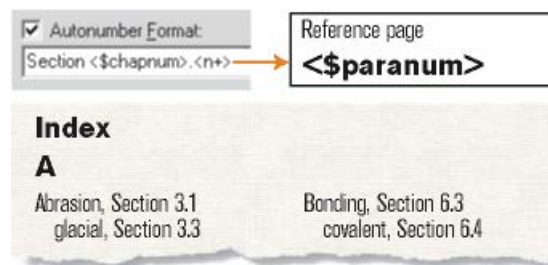 Autonumber Format:
Section <$chapnum>.<n+>
Reference page
<$paranum>
Index
A
Abrasion, Section 3.1
glacial, Section 3.3
Bonding, Section 6.3
covalent, Section 6.4